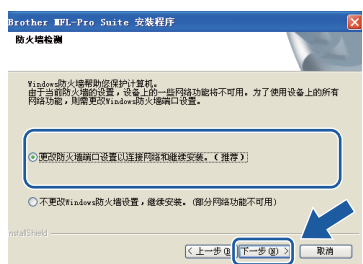 Brother MFL-Pro Suite 安装程序
防火墙检测
Windows防火墙帮助您保护计算机。
由于当前防火墙的设置，设备上的一些网络功能将不可用。为了使用设备上的所有
网络功能，则需更改Windows防火墙端口设置。
更改防火墙端口设置以连接网络和继续安装。(推荐)
不更改Windows防火墙设置，继续安装。(部分网络功能不可用)
nstallShield
<上一步(B) 下一步(N) > 取消